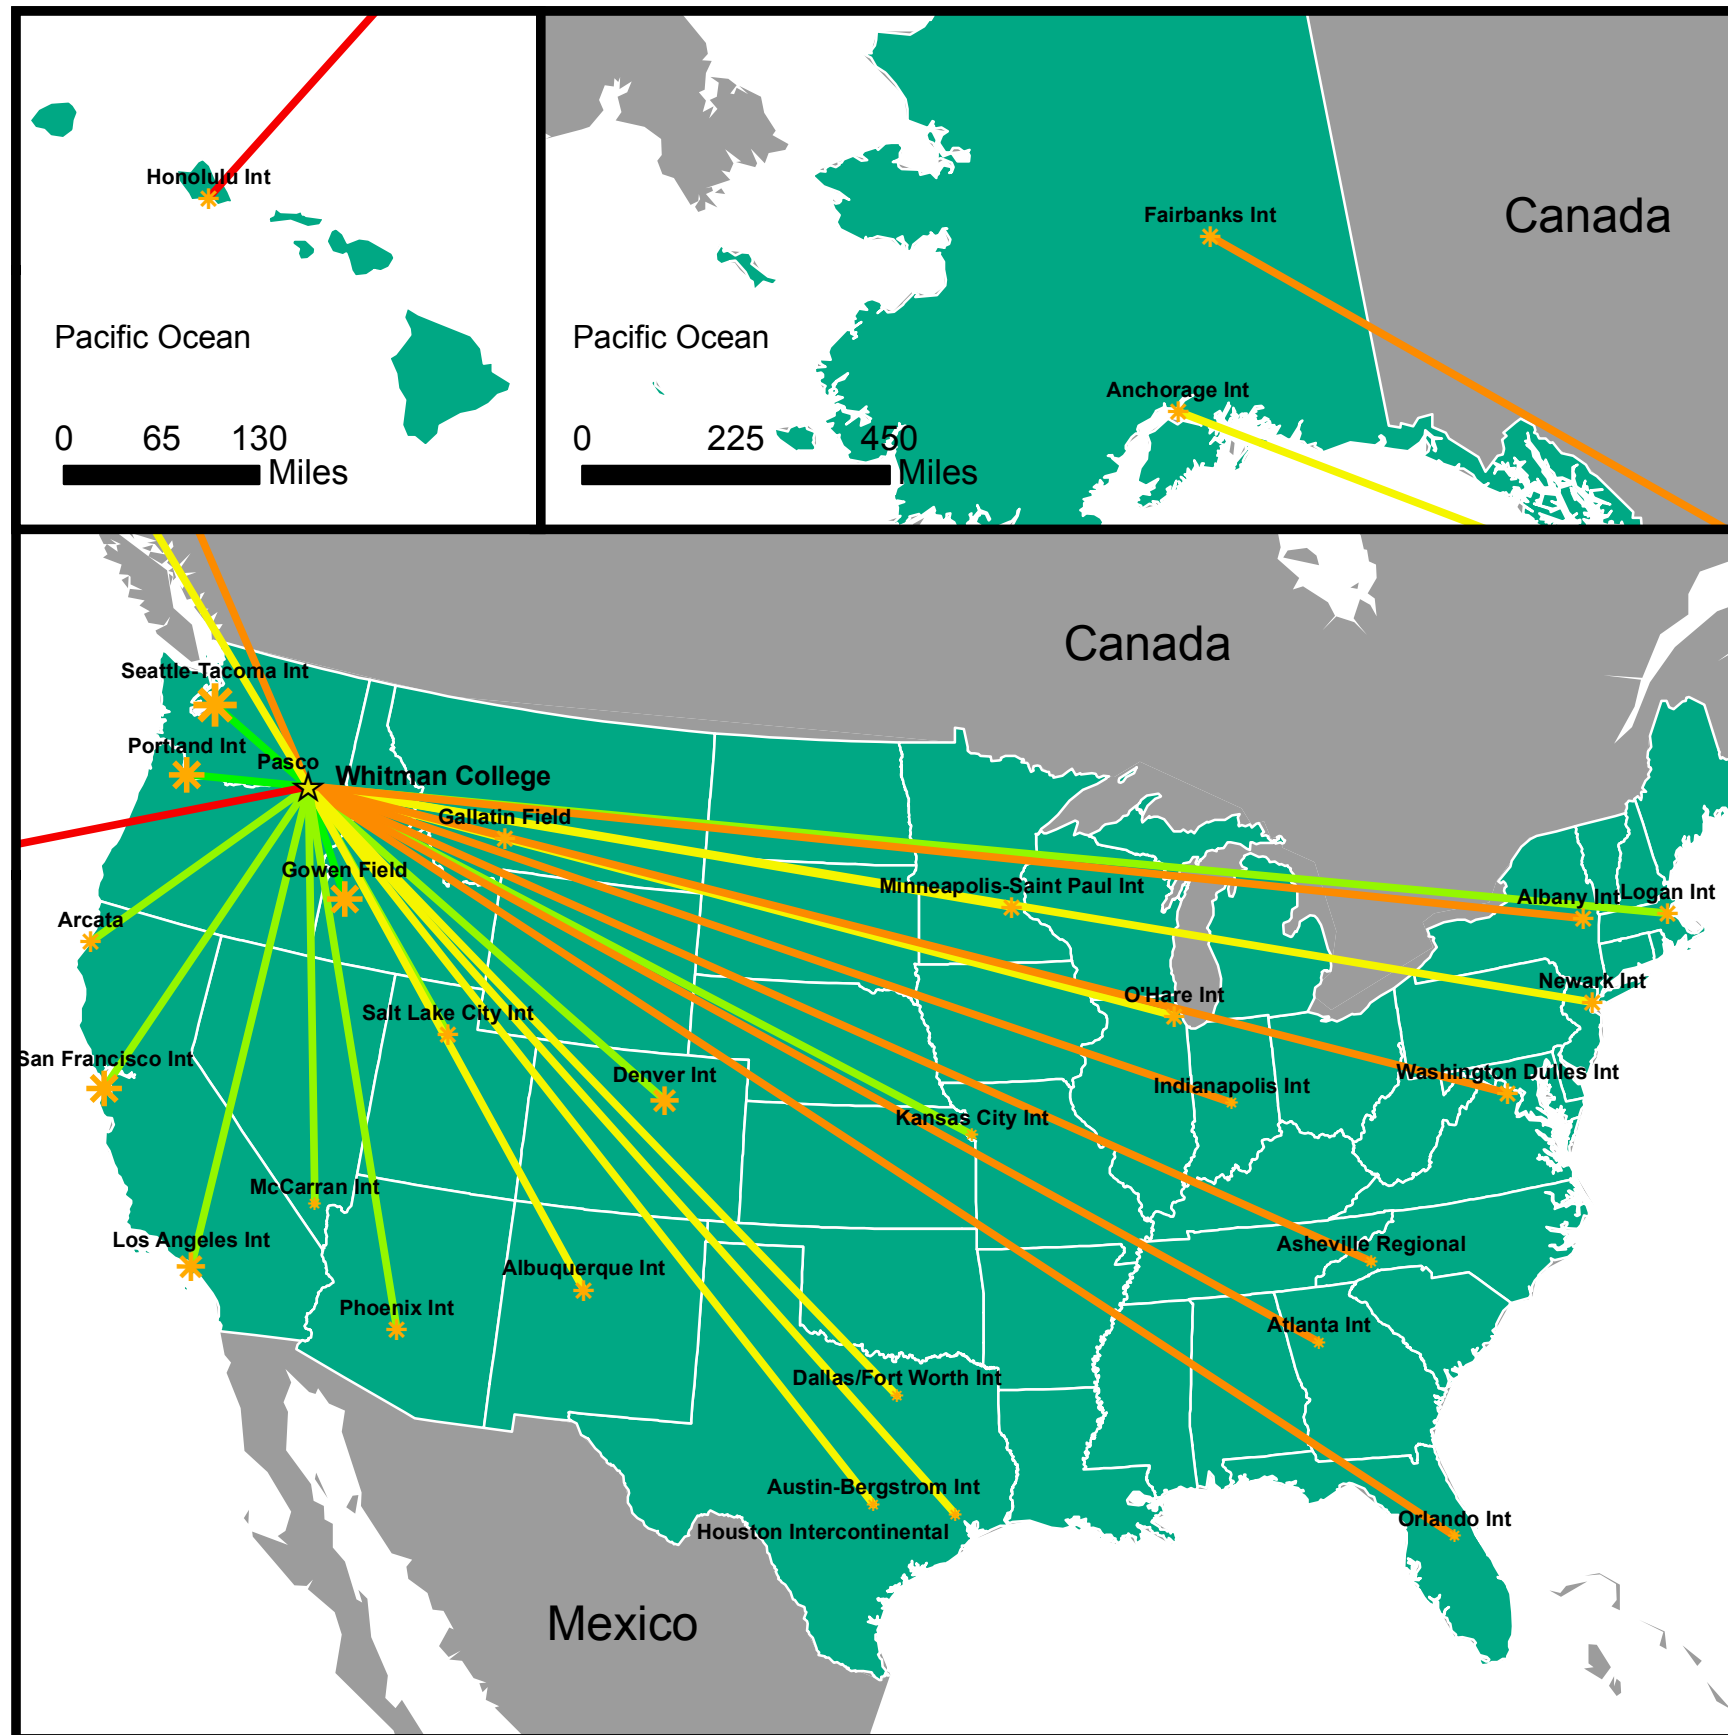 Honolulu Int
Pacific Ocean
0 65 130
Miles
Fairbanks Int
Canada
Anchorage Int
Pacific Ocean
0 225 450
Miles
Canada
Seattle-Tacoma Int
Portland Int
Pasco
Whitman College
Gallatin Field
Gowen Field
Minneapolis-Saint Paul Int
Albany Int
Logan Int
Arcata
Newark Int
O'Hare Int
Salt Lake City Int
San Francisco Int
Denver Int
Washington Dulles Int
Indianapolis Int
Kansas City Int
McCarran Int
Los Angeles Int
Asheville Regional
Albuquerque Int
Phoenix Int
Atlanta Int
Dallas/Fort Worth Int
Austin-Bergstrom Int
Orlando Int
Houston Intercontinental
Mexico